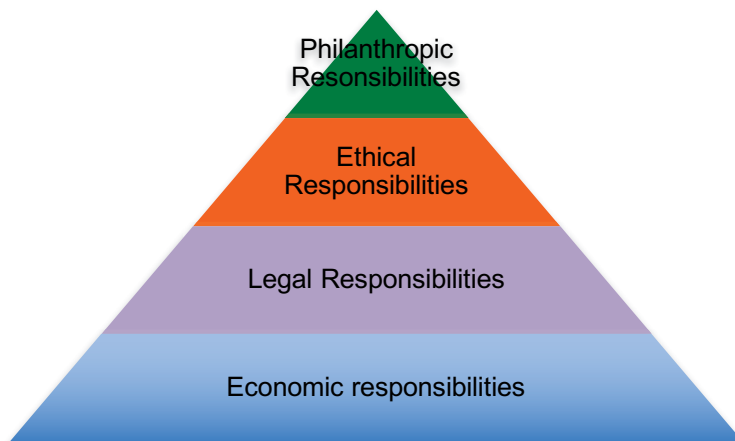 Philanthropic
Resonsibilities
Ethical
Responsibilities
Legal Responsibilities
Economic responsibilities